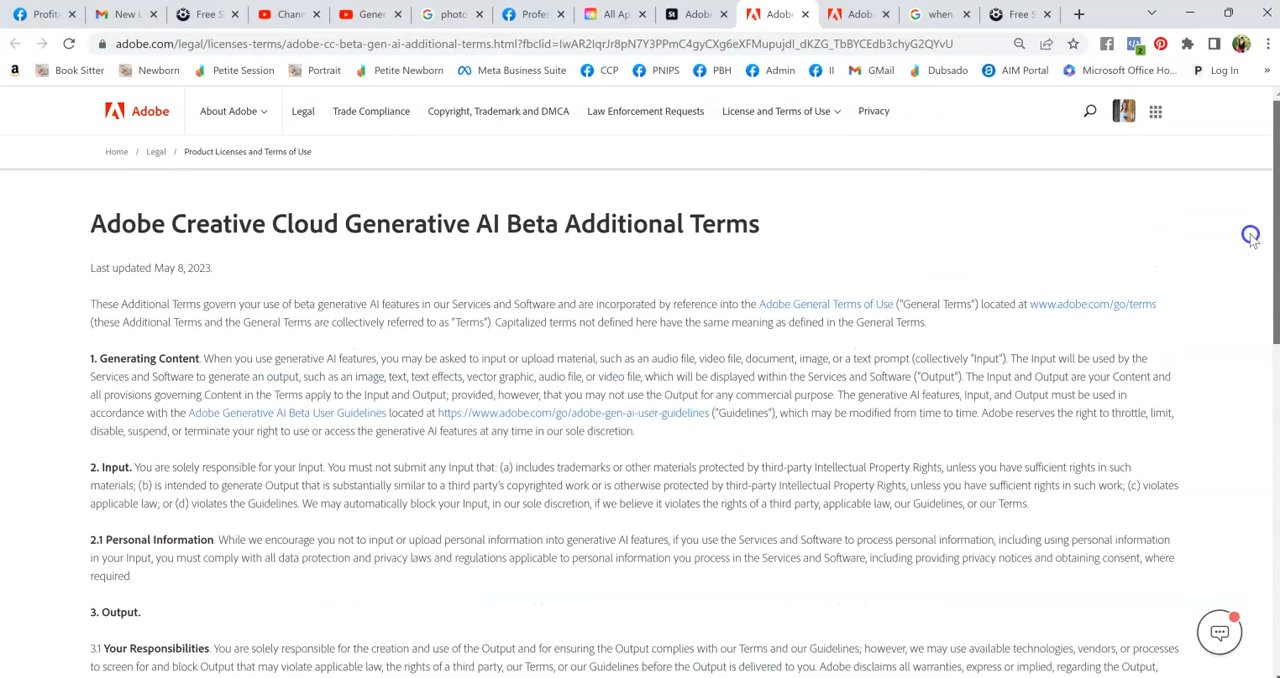 Profita
New L
Free S
Chann
Gener
photo
Profes
All Ap
St Adobe
Adobe
Adobe
when
Free S
adobe.com/legal/licenses-terms/adobe-cc-beta-gen-ai-additional-terms.html?fbclid=IwAR2IqrJr8pN7Y3PPmC4gyCXg6eXFMupujdI_dKZG_TbBYCEdb3chyG2QYvU
2
Book Sitter
Newborn
Petite Session
Portrait
Petite Newborn
Meta Business Suite
CCP
PNIPS
PBH
Admin
II
GMail
Dubsado
AIM Portal
Microsoft Office Ho...
Log In
»
Adobe
About Adobe
Legal
Trade Compliance
Copyright, Trademark and DMCA
Law Enforcement Requests
License and Terms of Use
Privacy
Home / Legal / Product Licenses and Terms of Use
Adobe Creative Cloud Generative AI Beta Additional Terms
Last updated May 8, 2023.
These Additional Terms govern your use of beta generative AI features in our Services and Software and are incorporated by reference into the Adobe General Terms of Use ("General Terms") located at www.adobe.com/go/terms
(these Additional Terms and the General Terms are collectively referred to as "Terms"). Capitalized terms not defined here have the same meaning as defined in the General Terms.
1. Generating Content. When you use generative AI features, you may be asked to input or upload material, such as an audio file, video file, document, image, or a text prompt (collectively "Input"). The Input will be used by the
Services and Software to generate an output, such as an image, text, text effects, vector graphic, audio file, or video file, which will be displayed within the Services and Software ("Output"). The Input and Output are your Content and
all provisions governing Content in the Terms apply to the Input and Output; provided, however, that you may not use the Output for any commercial purpose. The generative AI features, Input, and Output must be used in
accordance with the Adobe Generative AI Beta User Guidelines located at https://www.adobe.com/go/adobe-gen-ai-user-guidelines ("Guidelines"), which may be modified from time to time. Adobe reserves the right to throttle, limit,
disable, suspend, or terminate your right to use or access the generative AI features at any time in our sole discretion.
2. Input. You are solely responsible for your Input. You must not submit any Input that: (a) includes trademarks or other materials protected by third-party Intellectual Property Rights, unless you have sufficient rights in such
materials; (b) is intended to generate Output that is substantially similar to a third party's copyrighted work or is otherwise protected by third-party Intellectual Property Rights, unless you have sufficient rights in such work; (c) violates
applicable law; or (d) violates the Guidelines. We may automatically block your Input, in our sole discretion, if we believe it violates the rights of a third party, applicable law, our Guidelines, or our Terms.
2.1 Personal Information. While we encourage you not to input or upload personal information into generative AI features, if you use the Services and Software to process personal information, including using personal information
in your Input, you must comply with all data protection and privacy laws and regulations applicable to personal information you process in the Services and Software, including providing privacy notices and obtaining consent, where
required.
3. Output.
3.1 Your Responsibilities. You are solely responsible for the creation and use of the Output and for ensuring the Output complies with our Terms and our Guidelines; however, we may use available technologies, vendors, or processes
to screen for and block Output that may violate applicable law, the rights of a third party, our Terms, or our Guidelines before the Output is delivered to you. Adobe disclaims all warranties, express or implied, regarding the Output,